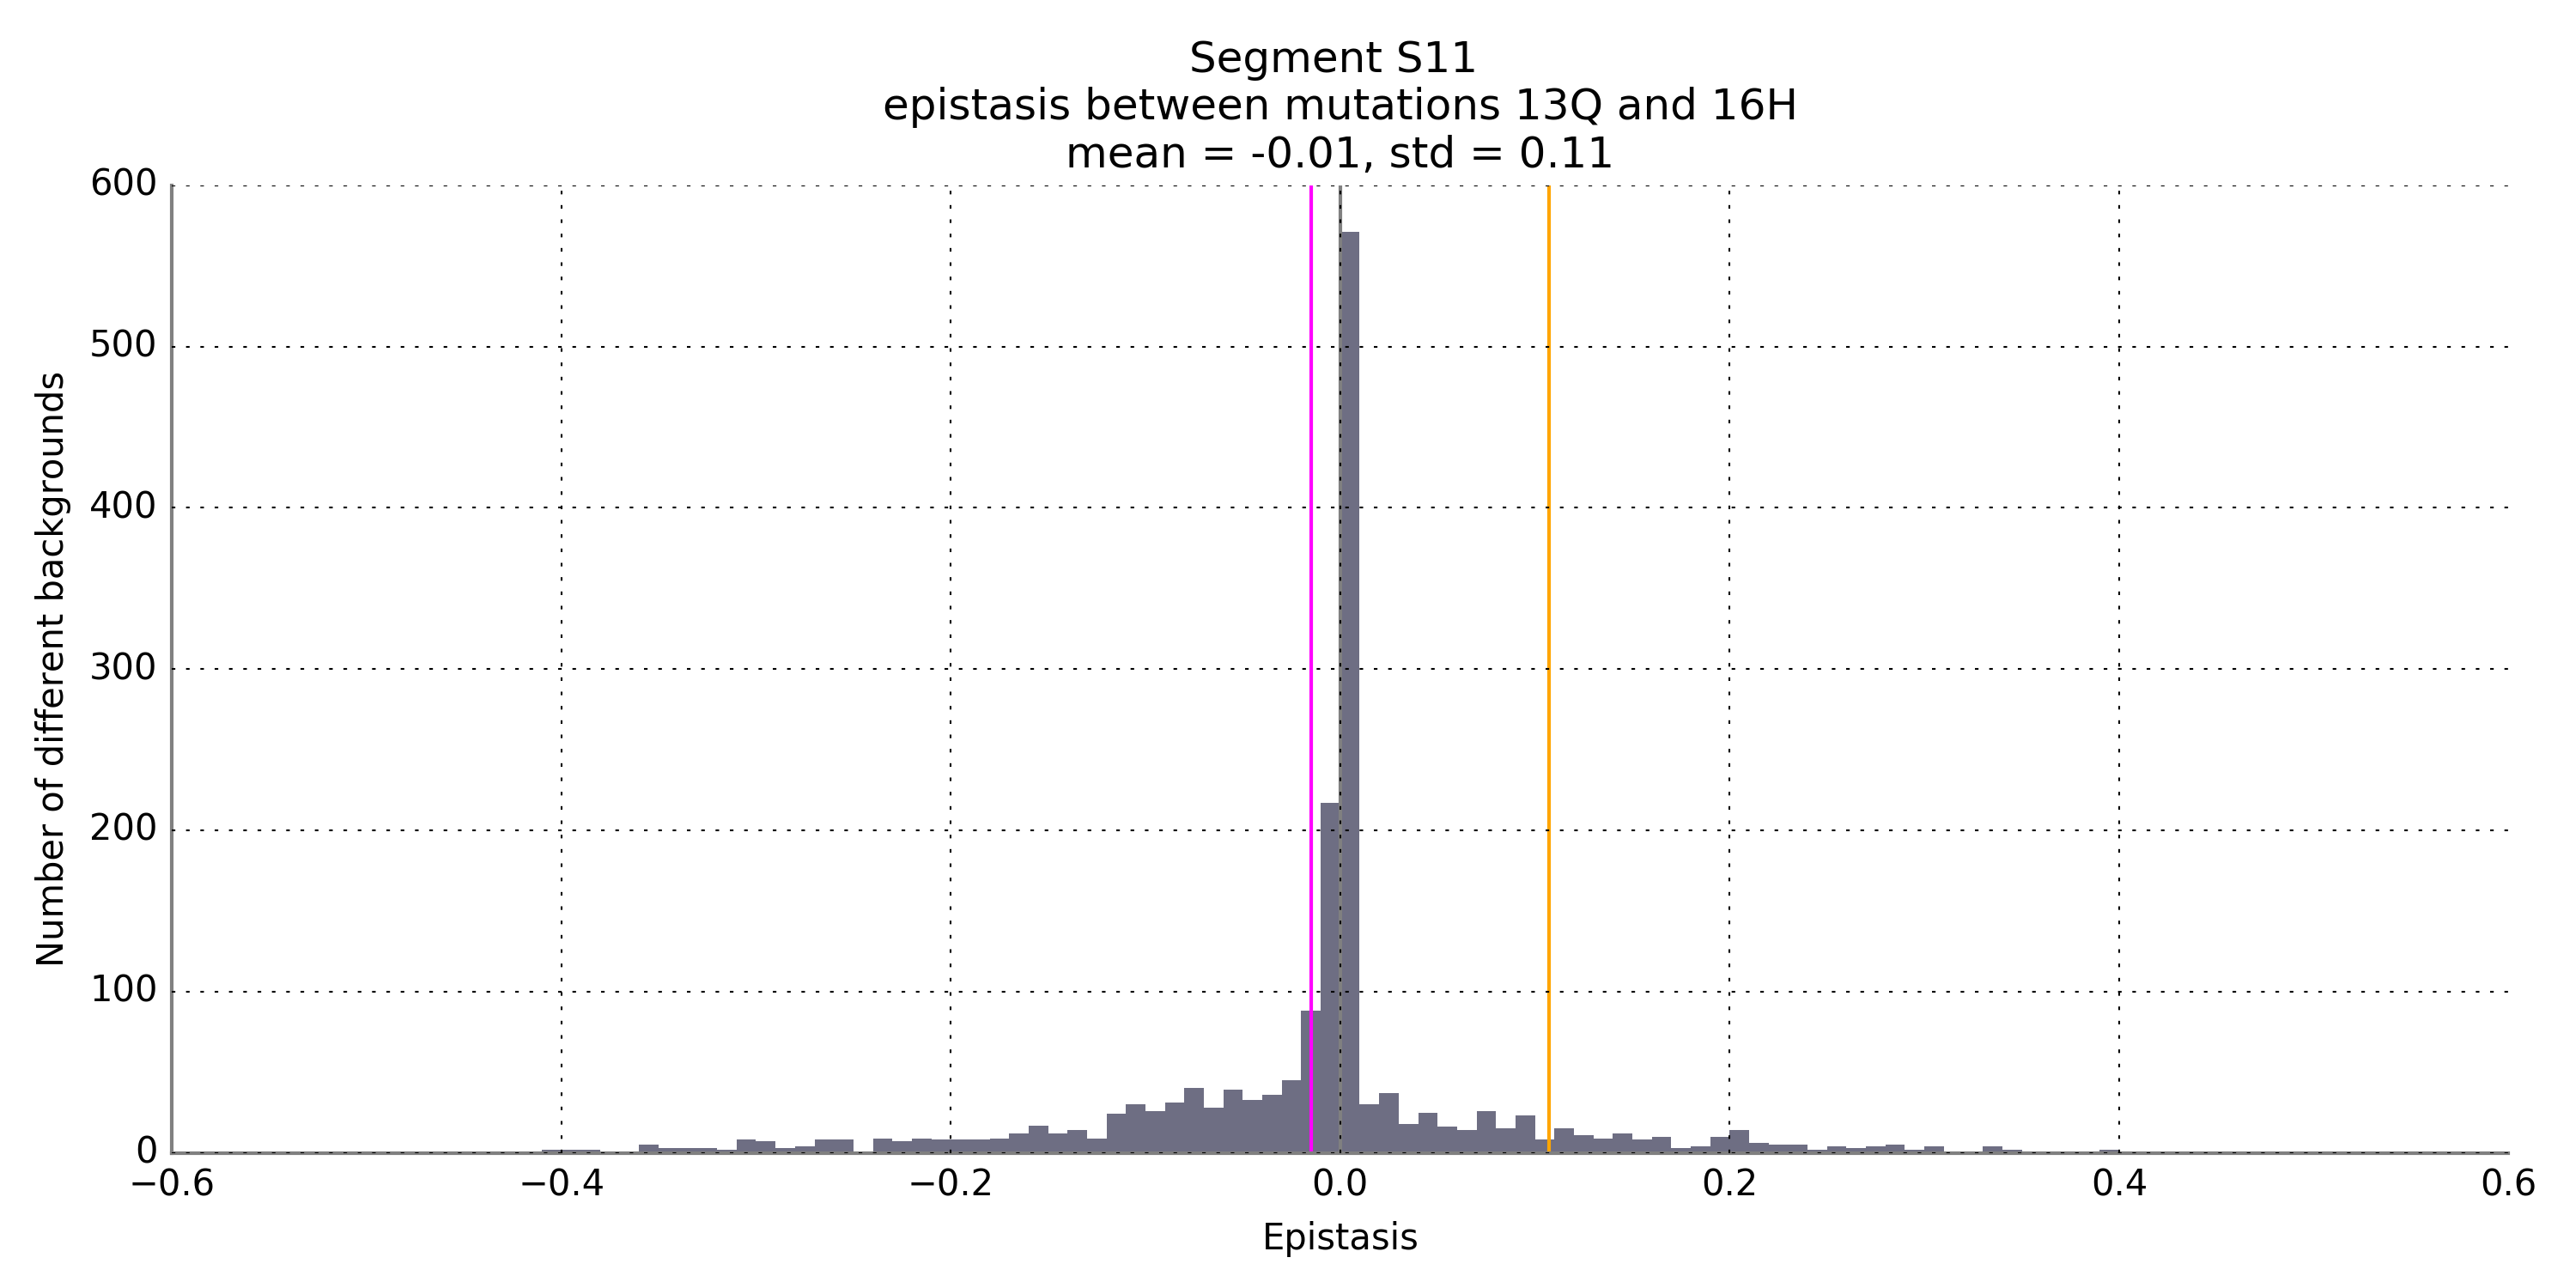 Segment S11
epistasis between mutations 13Q and 16H
mean = -0.01, std = 0.11
600
500
400
300
200
100
0
Number of different backgrounds
−0.6 −0.4 −0.2 0.0 0.2 0.4 0.6
Epistasis